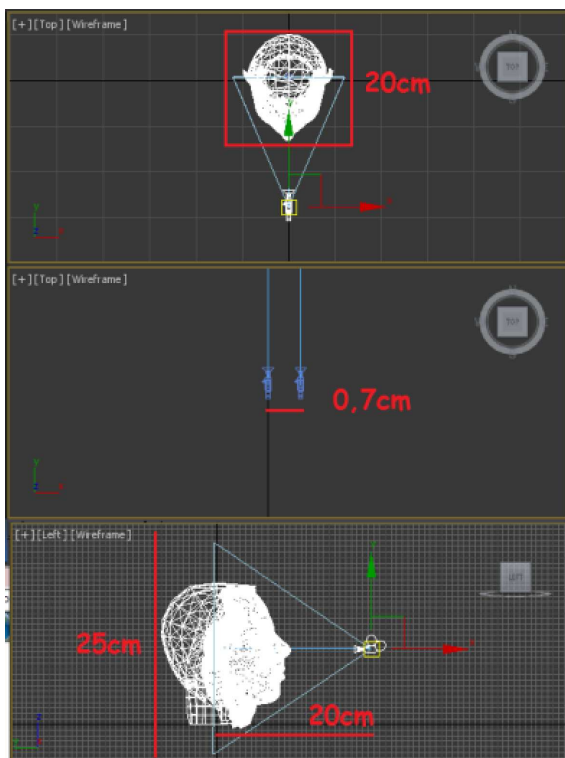 [+][Top][Wireframe]
TOP
20cm
x
y
z
[+][Top][Wireframe]
TOP
0,7cm
y
z
[+][Left][Wireframe]
LEFT
25cm
20cm
z